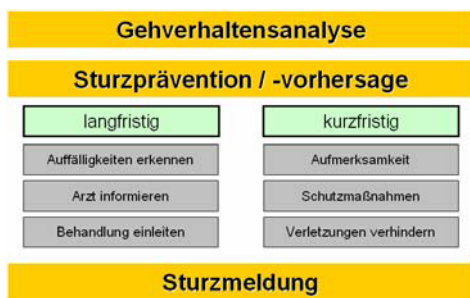 Gehverhaltensanalyse
Sturzprävention / -vorhersage
langfristig
kurzfristig
Auffälligkeiten erkennen
Aufmerksamkeit
Arzt informieren
Schutzmaßnahmen
Behandlung einleiten
Verletzungen verhindern
Sturzmeldung